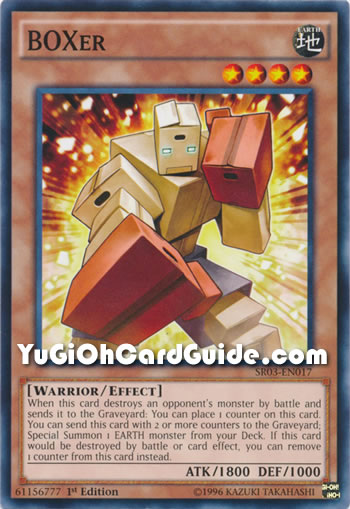 BOXER
EARTH
地
YuGiOhCardGuide.com
SR03-EN017
[WARRIOR/EFFECT]
When this card destroys an opponent's monster by battle and
sends it to the Graveyard: You can place 1 counter on this card.
You can send this card with 2 or more counters to the Graveyard;
Special Summon 1 EARTH monster from your Deck. If this card
would be destroyed by battle or card effect, you can remove
1 counter from this card instead.
ATK/1800 DEF/1000
61156777 1st Edition ©1996 KAZUKI TAKAHASHI